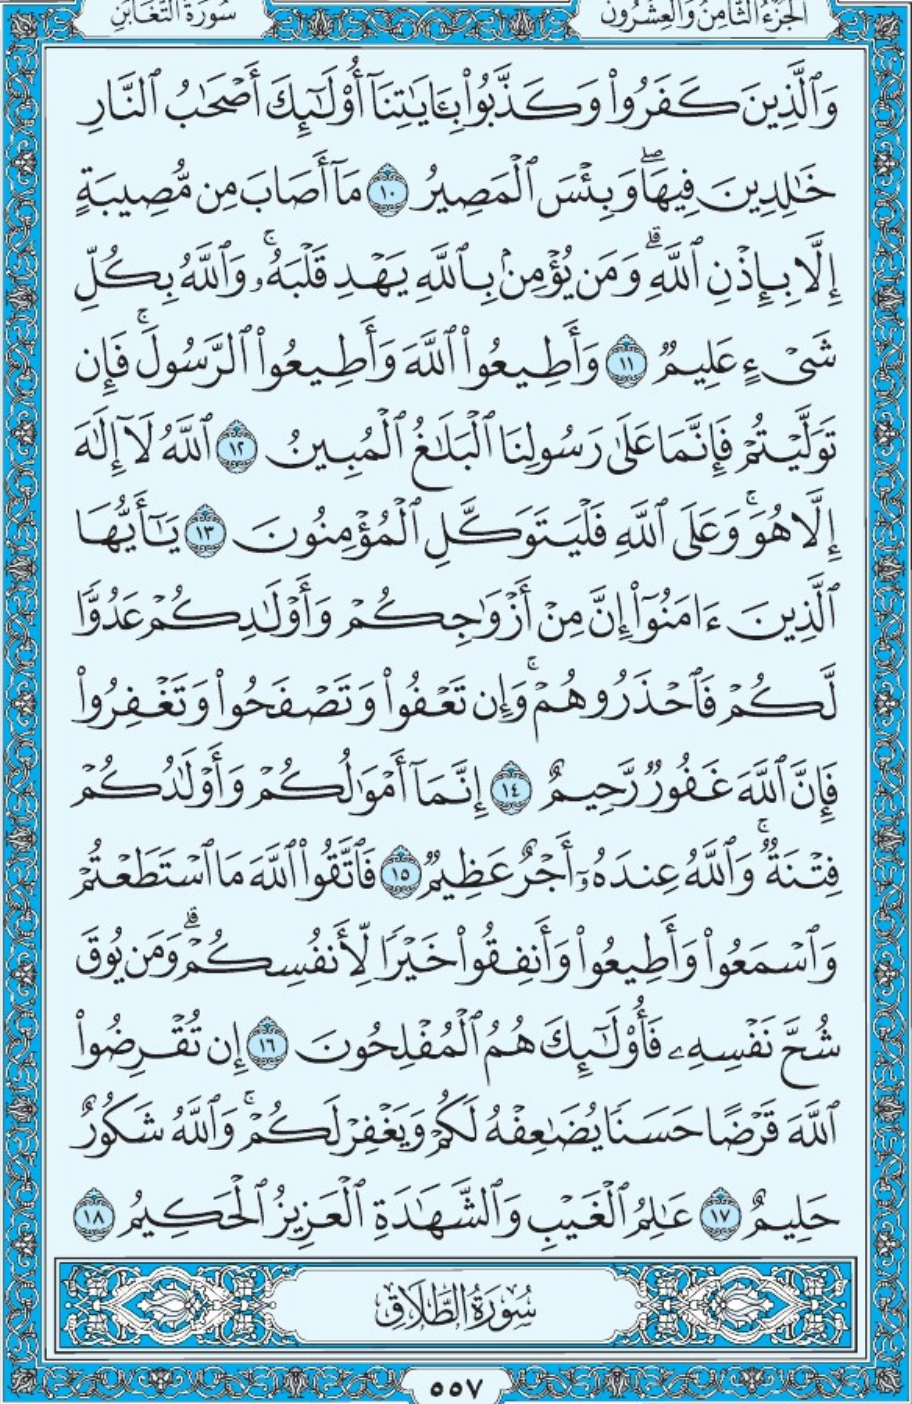 الجزء الثامن والعشرون سورة التغابن
وَٱلَّذِينَ كَفَرُواْ وَكَذَّبُواْ بِـَٔايَٰتِنَآ أُوْلَٰٓئِكَ أَصۡحَٰبُ ٱلنَّارِ
خَٰلِدِينَ فِيهَاۖ وَبِئۡسَ ٱلۡمَصِيرُ ١٠ مَآ أَصَابَ مِن مُّصِيبَةٍ
إِلَّا بِإِذۡنِ ٱللَّهِۗ وَمَن يُؤۡمِنۢ بِٱللَّهِ يَهۡدِ قَلۡبَهُۥۚ وَٱللَّهُ بِكُلِّ
شَيۡءٍ عَلِيمٞ ١١ وَأَطِيعُواْ ٱللَّهَ وَأَطِيعُواْ ٱلرَّسُولَۚ فَإِن
تَوَلَّيۡتُمۡ فَإِنَّمَا عَلَىٰ رَسُولِنَا ٱلۡبَلَٰغُ ٱلۡمُبِينُ ١٢ ٱللَّهُ لَآ إِلَٰهَ
إِلَّا هُوَۚ وَعَلَى ٱللَّهِ فَلۡيَتَوَكَّلِ ٱلۡمُؤۡمِنُونَ ١٣ يَٰٓأَيُّهَا
ٱلَّذِينَ ءَامَنُوٓاْ إِنَّ مِنۡ أَزۡوَٰجِكُمۡ وَأَوۡلَٰدِكُمۡ عَدُوّٗا
لَّكُمۡ فَٱحۡذَرُوهُمۡۚ وَإِن تَعۡفُواْ وَتَصۡفَحُواْ وَتَغۡفِرُواْ
فَإِنَّ ٱللَّهَ غَفُورٞ رَّحِيمٌ ١٤ إِنَّمَآ أَمۡوَٰلُكُمۡ وَأَوۡلَٰدُكُمۡ
فِتۡنَةٞۚ وَٱللَّهُ عِندَهُۥٓ أَجۡرٌ عَظِيمٞ ١٥ فَٱتَّقُواْ ٱللَّهَ مَا ٱسۡتَطَعۡتُمۡ
وَٱسۡمَعُواْ وَأَطِيعُواْ وَأَنفِقُواْ خَيۡرٗا لِّأَنفُسِكُمۡۗ وَمَن يُوقَ
شُحَّ نَفۡسِهِۦ فَأُوْلَٰٓئِكَ هُمُ ٱلۡمُفۡلِحُونَ ١٦ إِن تُقۡرِضُواْ
ٱللَّهَ قَرۡضًا حَسَنٗا يُضَٰعِفۡهُ لَكُمۡ وَيَغۡفِرۡ لَكُمۡۚ وَٱللَّهُ شَكُورٌ
حَلِيمٌ ١٧ عَٰلِمُ ٱلۡغَيۡبِ وَٱلشَّهَٰدَةِ ٱلۡعَزِيزُ ٱلۡحَكِيمُ ١٨
سُورَةُ الطَّلَاقِ
٥٥٧